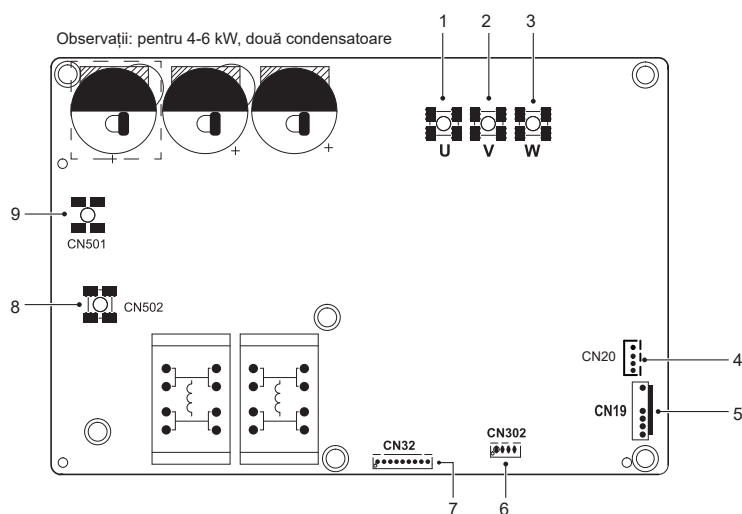 1 2 3
Observații: pentru 4-6 kW, două condensatoare
+ + +
U V W
9
CN501
8
CN502
CN20
4
CN19
5
CN32
CN302
7
6